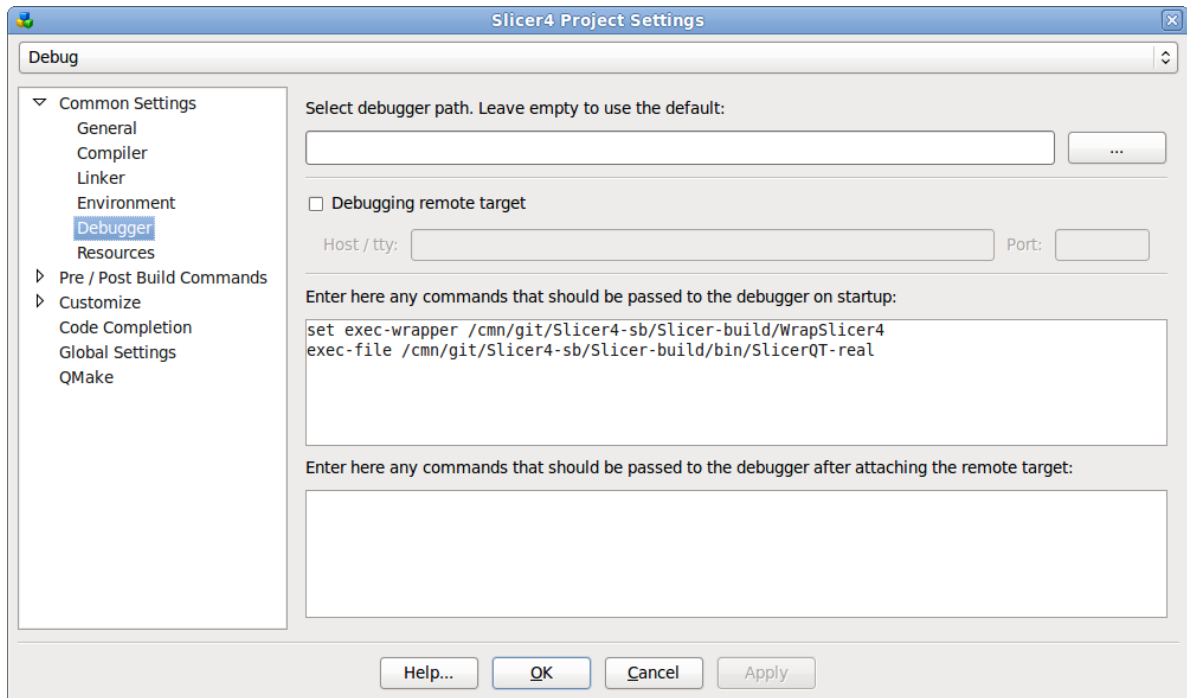 Slicer4 Project Settings
Debug
Common Settings
General
Compiler
Linker
Environment
Debugger
Resources
Pre / Post Build Commands
Customize
Code Completion
Global Settings
QMake
Select debugger path. Leave empty to use the default:
...
Debugging remote target
Host / tty:
Port:
Enter here any commands that should be passed to the debugger on startup:
set exec-wrapper /cmn/git/Slicer4-sb/Slicer-build/WrapSlicer4
exec-file /cmn/git/Slicer4-sb/Slicer-build/bin/SlicerQT-real
Enter here any commands that should be passed to the debugger after attaching the remote target:
Help...
OK
Cancel
Apply